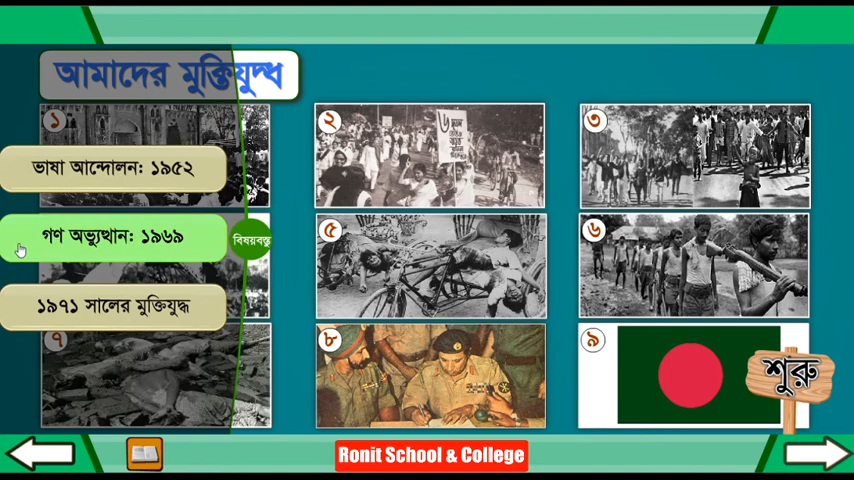 আমাদের মুক্তিযুদ্ধ
১
২
৩
ভাষা আন্দোলন: ১৯৫২
গণ অভ্যুত্থান: ১৯৬৯
বিষয়বস্তু
৫
৬
১৯৭১ সালের মুক্তিযুদ্ধ
৭
৮
৯
শুরু
Ronit School & College